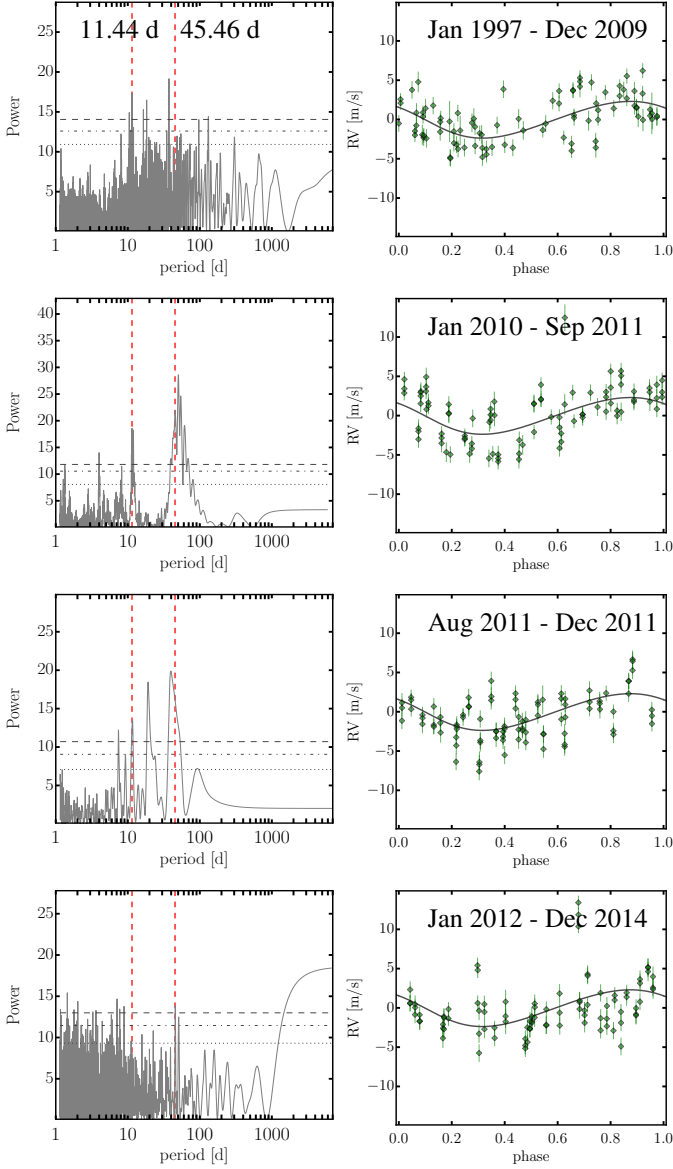 11.44 d 45.46 d
25
20
15
10
5
Power
1 10 100 1000
period [d]
Jan 1997 - Dec 2009
10
5
0
−5
−10
RV [m/s]
0.0 0.2 0.4 0.6 0.8 1.0
phase
40
35
30
25
20
15
10
5
Power
1 10 100 1000
period [d]
Jan 2010 - Sep 2011
10
5
0
−5
−10
RV [m/s]
0.0 0.2 0.4 0.6 0.8 1.0
phase
25
20
15
10
5
Power
1 10 100 1000
period [d]
Aug 2011 - Dec 2011
10
5
0
−5
−10
RV [m/s]
0.0 0.2 0.4 0.6 0.8 1.0
phase
25
20
15
10
5
Power
1 10 100 1000
period [d]
Jan 2012 - Dec 2014
10
5
0
−5
−10
RV [m/s]
0.0 0.2 0.4 0.6 0.8 1.0
phase